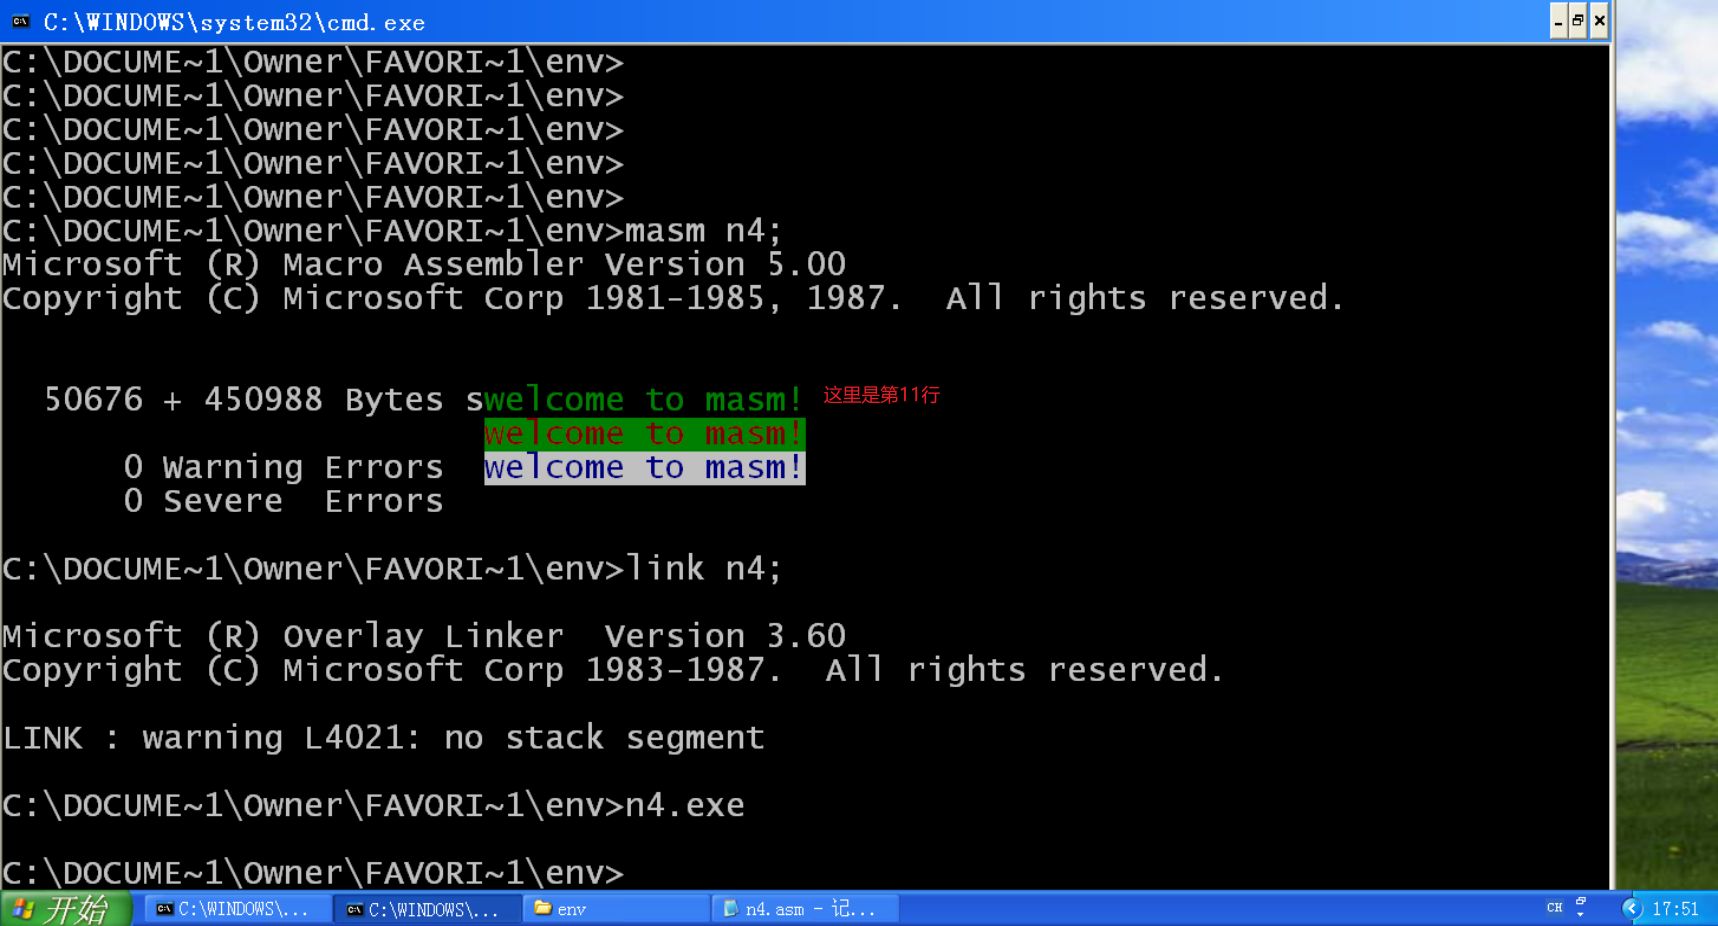 C:\WINDOWS\system32\cmd.exe
C:\DOCUME~1\Owner\FAVORI~1\env>
C:\DOCUME~1\Owner\FAVORI~1\env>
C:\DOCUME~1\Owner\FAVORI~1\env>
C:\DOCUME~1\Owner\FAVORI~1\env>
C:\DOCUME~1\Owner\FAVORI~1\env>
C:\DOCUME~1\Owner\FAVORI~1\env>masm n4;
Microsoft (R) Macro Assembler Version 5.00
Copyright (C) Microsoft Corp 1981-1985, 1987.  All rights reserved.
50676 + 450988 Bytes swelcome to masm! 这里是第11行
welcome to masm!
0 Warning Errors  welcome to masm!
0 Severe  Errors
C:\DOCUME~1\Owner\FAVORI~1\env>link n4;
Microsoft (R) Overlay Linker  Version 3.60
Copyright (C) Microsoft Corp 1983-1987.  All rights reserved.
LINK : warning L4021: no stack segment
C:\DOCUME~1\Owner\FAVORI~1\env>n4.exe
C:\DOCUME~1\Owner\FAVORI~1\env>
开始 C:\WINDOWS\... C:\WINDOWS\... env n4.asm - 记... CH 17:51